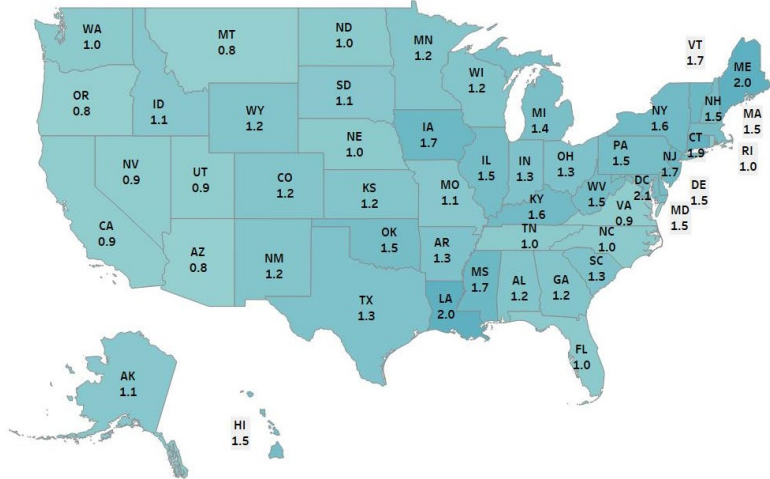 WA
1.0
MT
0.8
ND
1.0
MN
1.2
VT
1.7
ME
2.0
OR
0.8
ID
1.1
WY
1.2
SD
1.1
WI
1.2
MI
1.4
NY
1.6
NH
1.5
MA
1.5
RI
1.0
CT
1.9
NV
0.9
UT
0.9
CO
1.2
NE
1.0
IA
1.7
IL
1.5
IN
1.3
OH
1.3
PA
1.5
NJ
1.7
DE
1.5
MD
1.5
DC
2.1
CA
0.9
AZ
0.8
NM
1.2
KS
1.2
MO
1.1
KY
1.6
WV
1.5
VA
0.9
OK
1.5
AR
1.3
TN
1.0
NC
1.0
SC
1.3
TX
1.3
LA
2.0
MS
1.7
AL
1.2
GA
1.2
FL
1.0
AK
1.1
HI
1.5